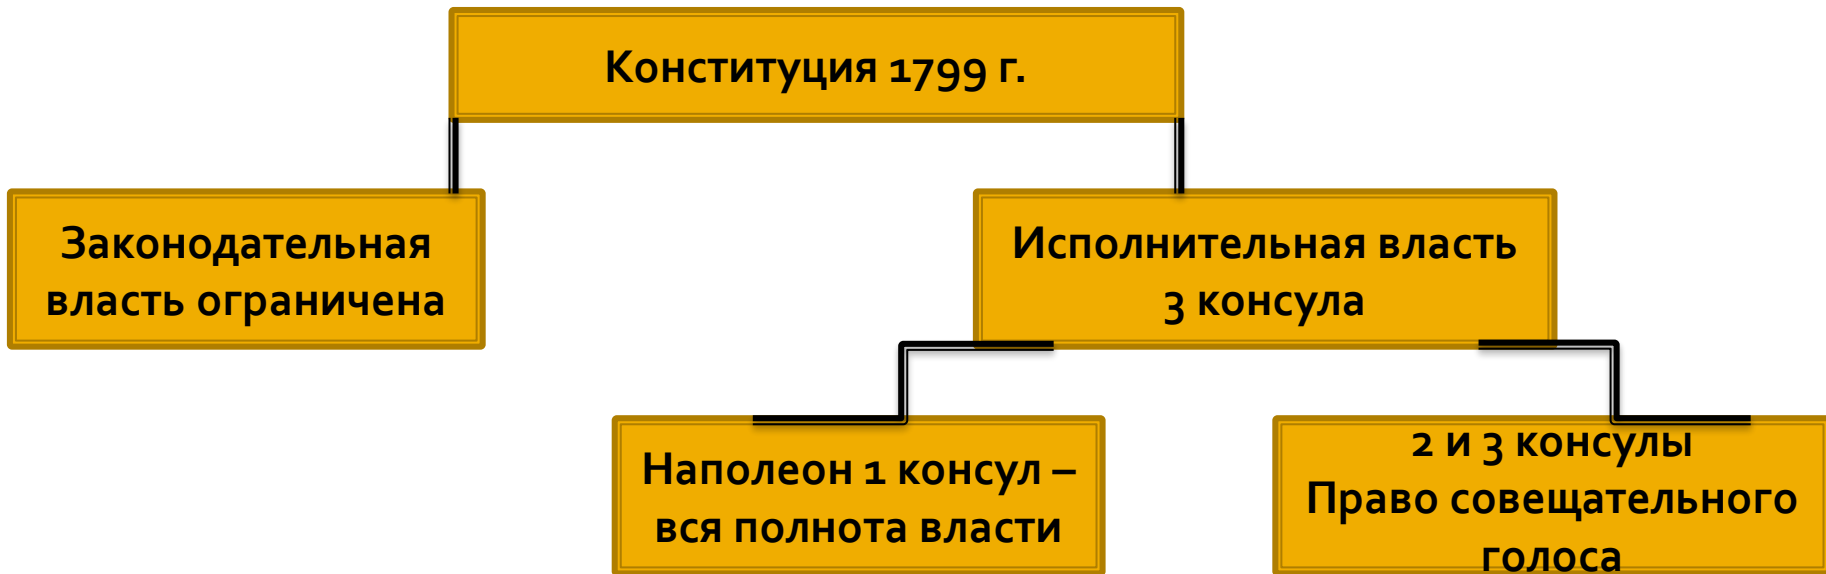 Конституция 1799 г.
Законодательная
власть ограничена
Исполнительная власть
3 консула
Наполеон 1 консул –
вся полнота власти
2 и 3 консулы
Право совещательного
голоса